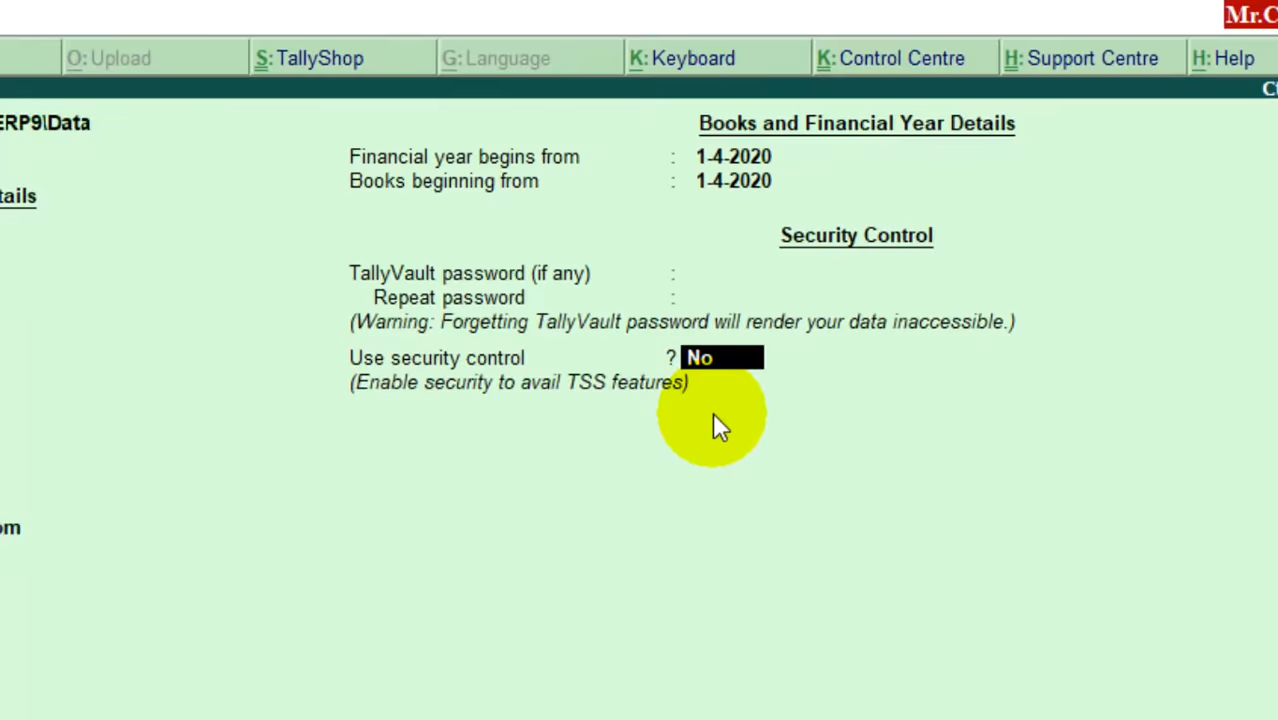 Mr.C
O: Upload S: TallyShop G: Language K: Keyboard K: Control Centre H: Support Centre H: Help
ERP9\Data
Books and Financial Year Details
Financial year begins from : 1-4-2020
Books beginning from : 1-4-2020
tails
Security Control
TallyVault password (if any) :
Repeat password :
(Warning: Forgetting TallyVault password will render your data inaccessible.)
Use security control ? No
(Enable security to avail TSS features)
om